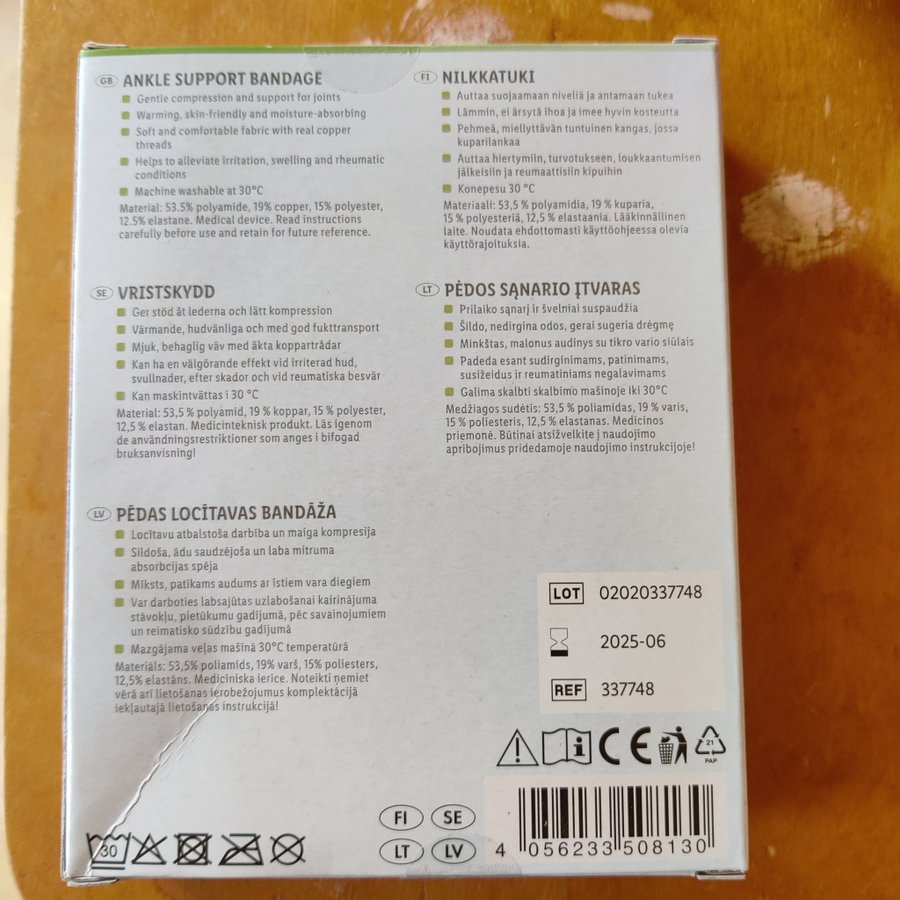 GB ANKLE SUPPORT BANDAGE
Gentle compression and support for joints
Warming, skin-friendly and moisture-absorbing
Soft and comfortable fabric with real copper
threads
Helps to alleviate irritation, swelling and rheumatic
conditions
Machine washable at 30°C
Material: 53.5% polyamide, 19% copper, 15% polyester,
12.5% elastane. Medical device. Read instructions
carefully before use and retain for future reference.
FI NILKKATUKI
Auttaa suojaamaan niveliä ja antamaan tukea
Lämmin, ei ärsytä ihoa ja imee hyvin kosteutta
Pehmeä, miellyttävän tuntuinen kangas, jossa
kuparilankaa
Auttaa hiertymiin, turvotukseen, loukkaantumisen
jälkeisiin ja reumaattisiin kipuihin
Konepesu 30 °C
Materiaali: 53,5 % polyamidia, 19 % kuparia,
15 % polyesteriä, 12,5 % elastaania. Lääkinnällinen
laite. Noudata ehdottomasti käyttöohjeessa olevia
käyttörajoituksia.
SE VRISTSKYDD
Ger stöd åt lederna och lätt kompression
Värmande, hudvänliga och med god fukttransport
Mjuk, behaglig väv med äkta koppartrådar
Kan ha en välgörande effekt vid irriterad hud,
svullnader, efter skador och vid reumatiska besvär
Kan maskintvättas i 30 °C
Material: 53,5 % polyamid, 19 % koppar, 15 % polyester,
12,5 % elastan. Medicinteknisk produkt. Läs igenom
de användningsrestriktioner som anges i bifogad
bruksanvisning!
LT PĖDOS SĄNARIO ĮTVARAS
Prilaiko sąnarį ir švelniai suspaudžia
Šildo, nedirgina odos, gerai sugeria drėgmę
Minkštas, malonus audinys su tikro vario siūlais
Padeda esant sudirginimams, patinimams,
susižeidus ir reumatiniams negalavimams
Galima skalbti skalbimo mašinoje iki 30°C
Medžiagos sudėtis: 53,5 % poliamidas, 19 % varis,
15 % poliesteris, 12,5 % elastanas. Medicinos
priemonė. Būtinai atsižvelkite į naudojimo
apribojimus pridedamoje naudojimo instrukcijoje!
LV PĒDAS LOCĪTAVAS BANDĀŽA
Locītavu atbalstoša darbība un maiga kompresija
Sildoša, ādu saudzējoša un laba mitruma
absorbcijas spēja
Mīksts, patīkams audums ar īstiem vara diegiem
Var darboties labsajūtas uzlabošanai kairinājuma
stāvokļu, pietūkumu gadījumā, pēc savainojumiem
un reimatisko sūdzību gadījumā
Mazgājama veļas mašīnā 30°C temperatūrā
Materiāls: 53,5% poliamīds, 19% varš, 15% poliesters,
12,5% elastāns. Medicīniska ierīce. Noteikti ņemiet
vērā arī lietošanas ierobežojumus komplektācijā
iekļautajā lietošanas instrukcijā!
LOT 02020337748
2025-06
REF 337748
CE
21
PAP
30
FI SE
LT LV
4 056233 508130